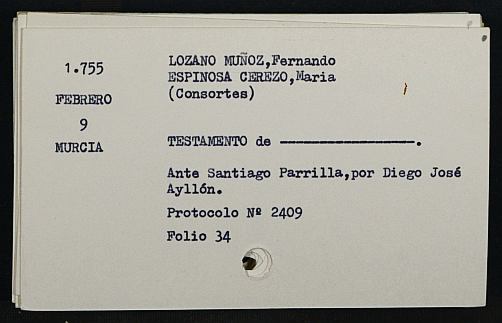 1.755
FEBRERO
9
MURCIA
LOZANO MUÑOZ,Fernando
ESPINOSA CEREZO,Maria
(Consortes)
TESTAMENTO de ——————————.
Ante Santiago Parrilla,por Diego José
Ayllón.
Protocolo Nº 2409
Folio 34